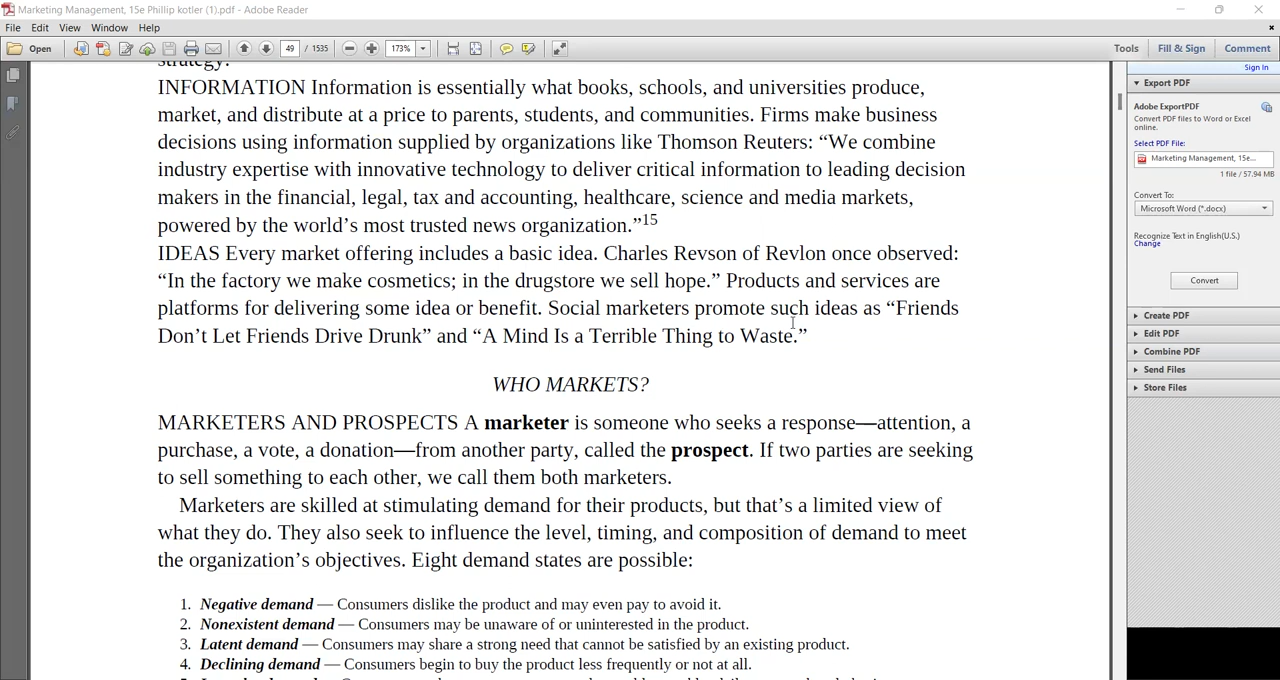 Marketing Management, 15e Phillip kotler (1).pdf - Adobe Reader
File Edit View Window Help
Open 49 / 1535 173% Tools Fill & Sign Comment
Sign In
strategy.
INFORMATION Information is essentially what books, schools, and universities produce,
market, and distribute at a price to parents, students, and communities. Firms make business
decisions using information supplied by organizations like Thomson Reuters: “We combine
industry expertise with innovative technology to deliver critical information to leading decision
makers in the financial, legal, tax and accounting, healthcare, science and media markets,
powered by the world’s most trusted news organization.”15
IDEAS Every market offering includes a basic idea. Charles Revson of Revlon once observed:
“In the factory we make cosmetics; in the drugstore we sell hope.” Products and services are
platforms for delivering some idea or benefit. Social marketers promote such ideas as “Friends
Don’t Let Friends Drive Drunk” and “A Mind Is a Terrible Thing to Waste.”
WHO MARKETS?
MARKETERS AND PROSPECTS A marketer is someone who seeks a response—attention, a
purchase, a vote, a donation—from another party, called the prospect. If two parties are seeking
to sell something to each other, we call them both marketers.
Marketers are skilled at stimulating demand for their products, but that’s a limited view of
what they do. They also seek to influence the level, timing, and composition of demand to meet
the organization’s objectives. Eight demand states are possible:
1. Negative demand — Consumers dislike the product and may even pay to avoid it.
2. Nonexistent demand — Consumers may be unaware of or uninterested in the product.
3. Latent demand — Consumers may share a strong need that cannot be satisfied by an existing product.
4. Declining demand — Consumers begin to buy the product less frequently or not at all.
Export PDF
Adobe ExportPDF
Convert PDF files to Word or Excel
online.
Select PDF File:
Marketing Management, 15e...
1 file / 57.94 MB
Convert To:
Microsoft Word (*.docx)
Recognize Text in English(U.S.)
Change
Convert
Create PDF
Edit PDF
Combine PDF
Send Files
Store Files